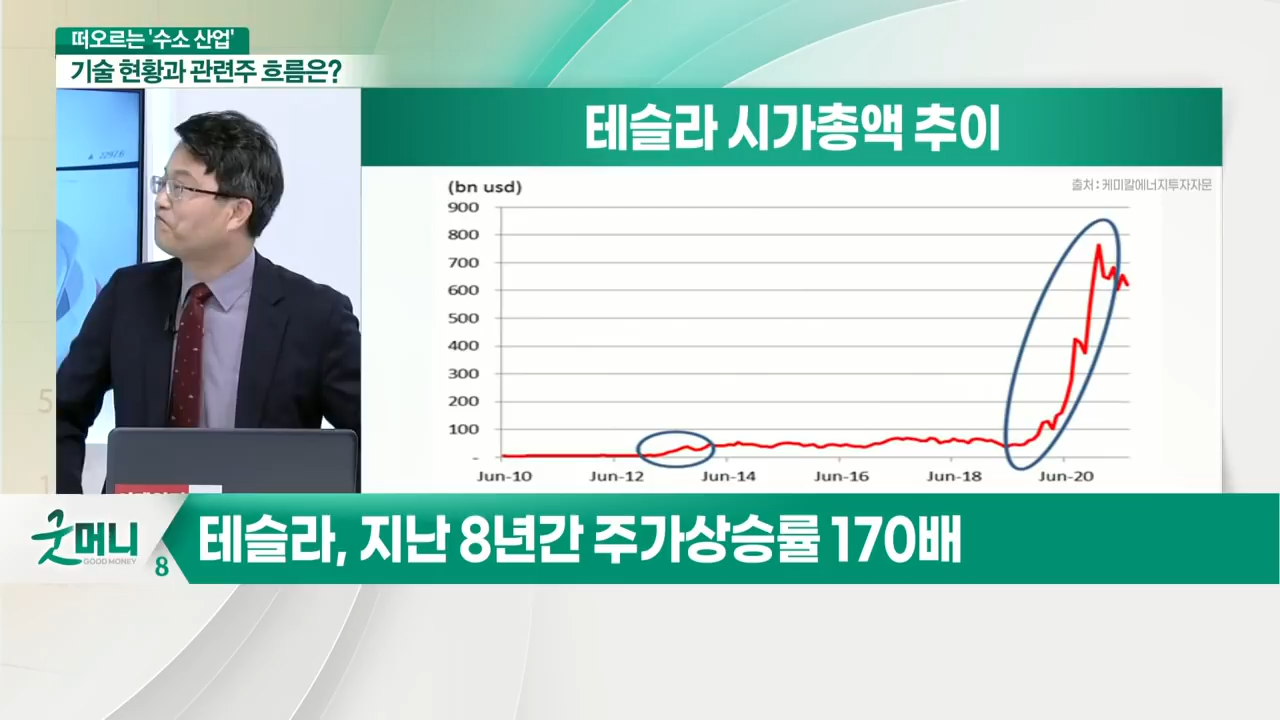 떠오르는 '수소 산업'
기술 현황과 관련주 흐름은?
테슬라 시가총액 추이
(bn usd)
출처 : 케미칼에너지투자자문
900
800
700
600
500
400
300
200
100
-
Jun-10 Jun-12 Jun-14 Jun-16 Jun-18 Jun-20
굿머니
GOOD MONEY
8
테슬라, 지난 8년간 주가상승률 170배